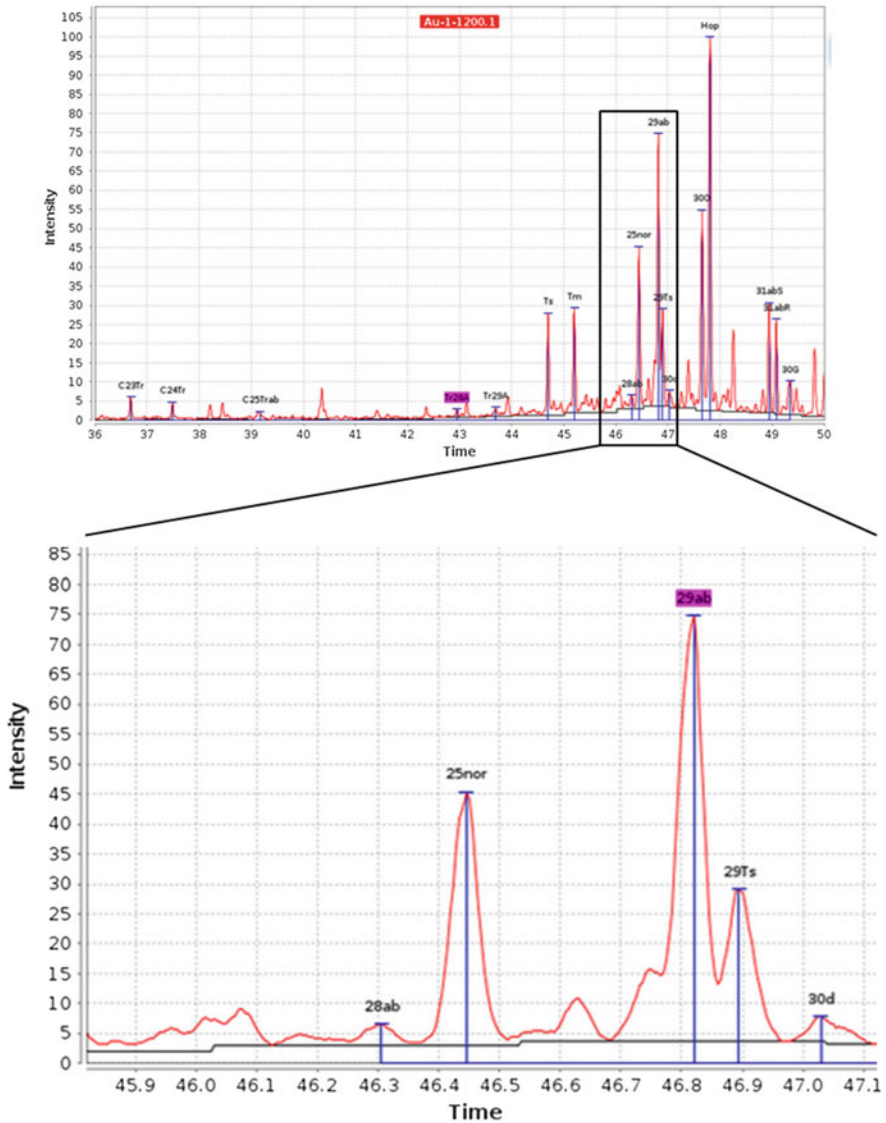 Au-1-1200.1
Intensity
105
100
95
90
85
80
75
70
65
60
55
50
45
40
35
30
25
20
15
10
5
0
C23Tr
C24Tr
C25Trab
Tr28A
Tr29A
Ts
Tm
28ab
25nor
29ab
29Ts
30d
30O
Hop
31abS
31abR
30G
36 37 38 39 40 41 42 43 44 45 46 47 48 49 50
Time
Intensity
85
80
75
70
65
60
55
50
45
40
35
30
25
20
15
10
5
0
28ab
25nor
29ab
29Ts
30d
45.9 46.0 46.1 46.2 46.3 46.4 46.5 46.6 46.7 46.8 46.9 47.0 47.1
Time